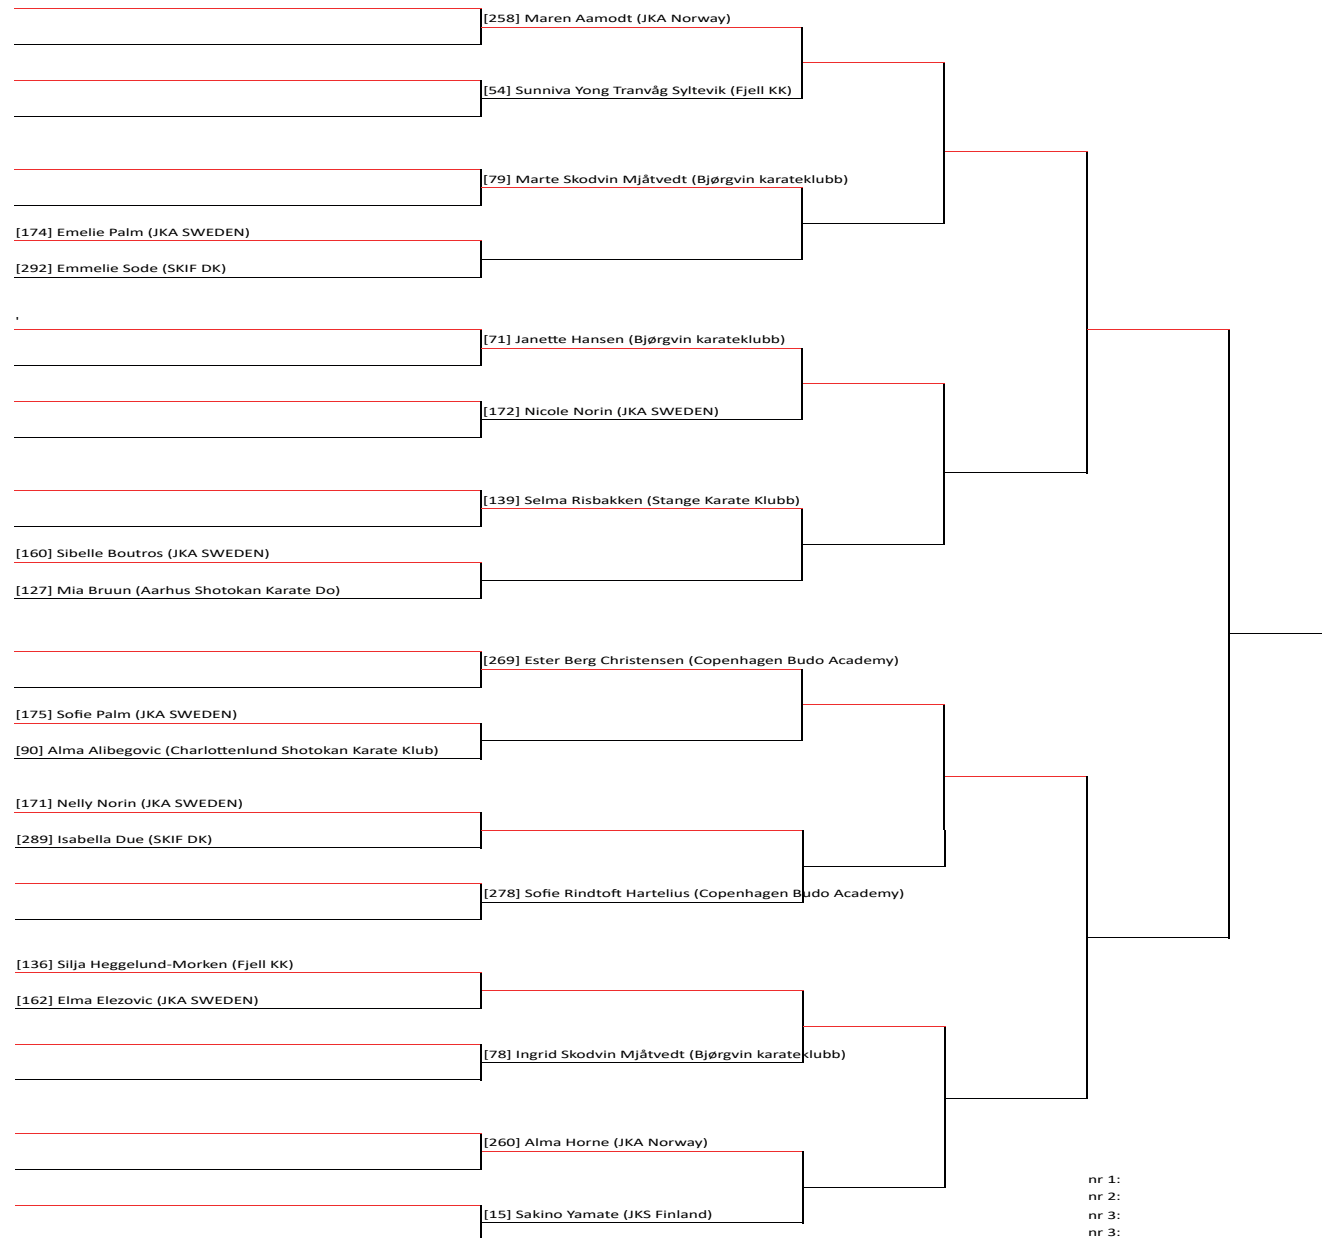 [258] Maren Aamodt (JKA Norway)
[54] Sunniva Yong Tranvåg Syltevik (Fjell KK)
[79] Marte Skodvin Mjåtvedt (Bjørgvin karateklubb)
[174] Emelie Palm (JKA SWEDEN)
[292] Emmelie Sode (SKIF DK)
'
[71] Janette Hansen (Bjørgvin karateklubb)
[172] Nicole Norin (JKA SWEDEN)
[139] Selma Risbakken (Stange Karate Klubb)
[160] Sibelle Boutros (JKA SWEDEN)
[127] Mia Bruun (Aarhus Shotokan Karate Do)
[269] Ester Berg Christensen (Copenhagen Budo Academy)
[175] Sofie Palm (JKA SWEDEN)
[90] Alma Alibegovic (Charlottenlund Shotokan Karate Klub)
[171] Nelly Norin (JKA SWEDEN)
[289] Isabella Due (SKIF DK)
[278] Sofie Rindtoft Hartelius (Copenhagen Budo Academy)
[136] Silja Heggelund-Morken (Fjell KK)
[162] Elma Elezovic (JKA SWEDEN)
[78] Ingrid Skodvin Mjåtvedt (Bjørgvin karateklubb)
[260] Alma Horne (JKA Norway)
[15] Sakino Yamate (JKS Finland)
nr 1:
nr 2:
nr 3:
nr 3: